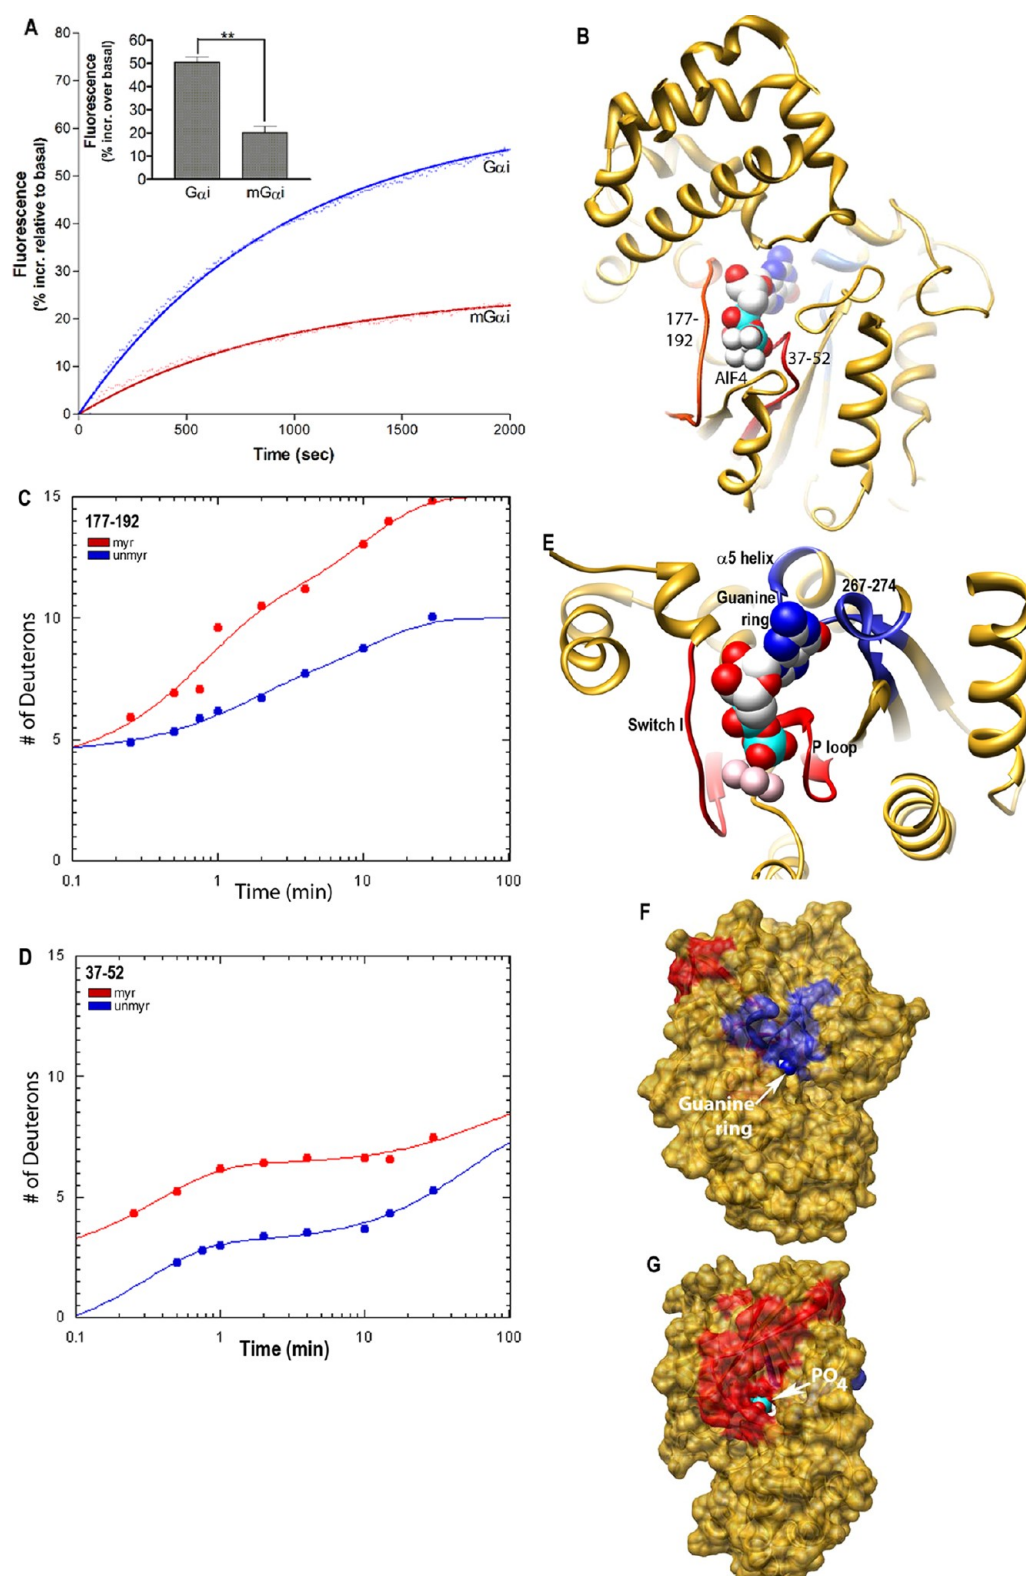 A
Fluorescence
(% incr. relative to basal)
80
70
60
50
40
30
20
10
0
0
500
1000
1500
2000
Time (sec)
Gαi
mGαi
Fluorescence
(% incr. over basal)
60
50
40
30
20
10
0
**
Gαi
mGαi
B
177-
192
37-52
AlF4
C
177-192
myr
unmyr
# of Deuterons
15
10
5
0
0.1
1
10
100
Time (min)
D
37-52
myr
unmyr
# of Deuterons
15
10
5
0
0.1
1
10
100
Time (min)
E
α5 helix
267-274
Guanine
ring
Switch I
P loop
F
Guanine
ring
G
PO4